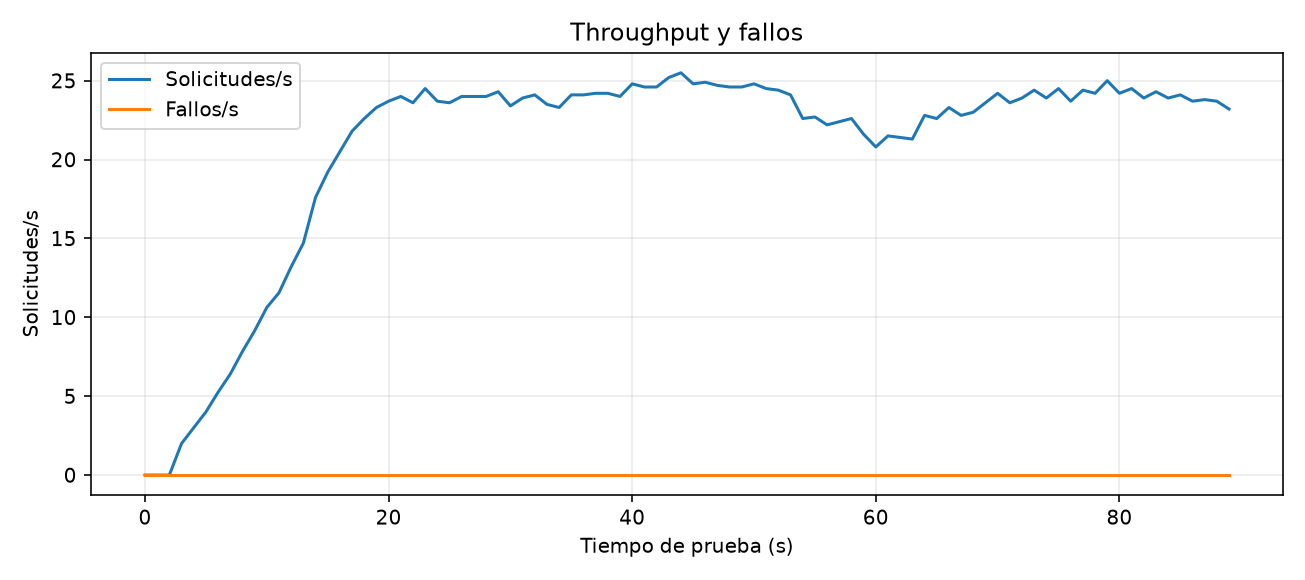 Throughput y fallos
Solicitudes/s
Fallos/s
Solicitudes/s
25
20
15
10
5
0
0 20 40 60 80
Tiempo de prueba (s)